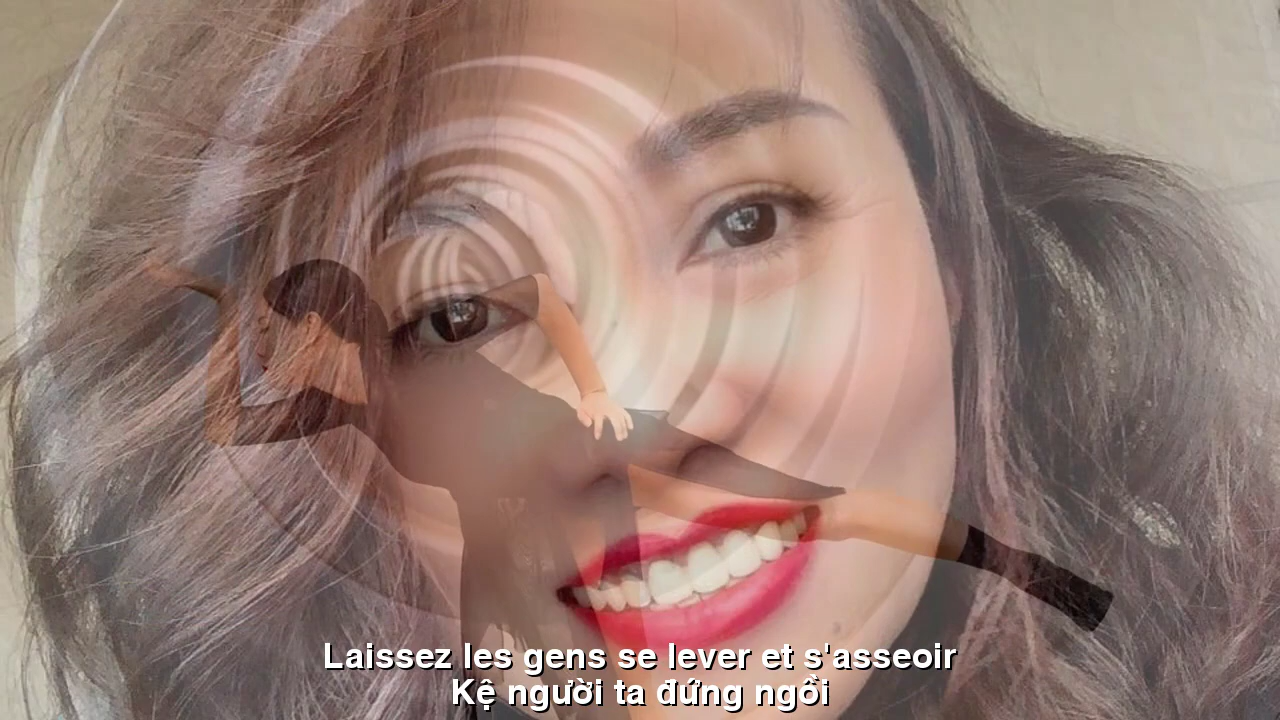 Laissez les gens se lever et s'asseoir
Kệ người ta đứng ngồi